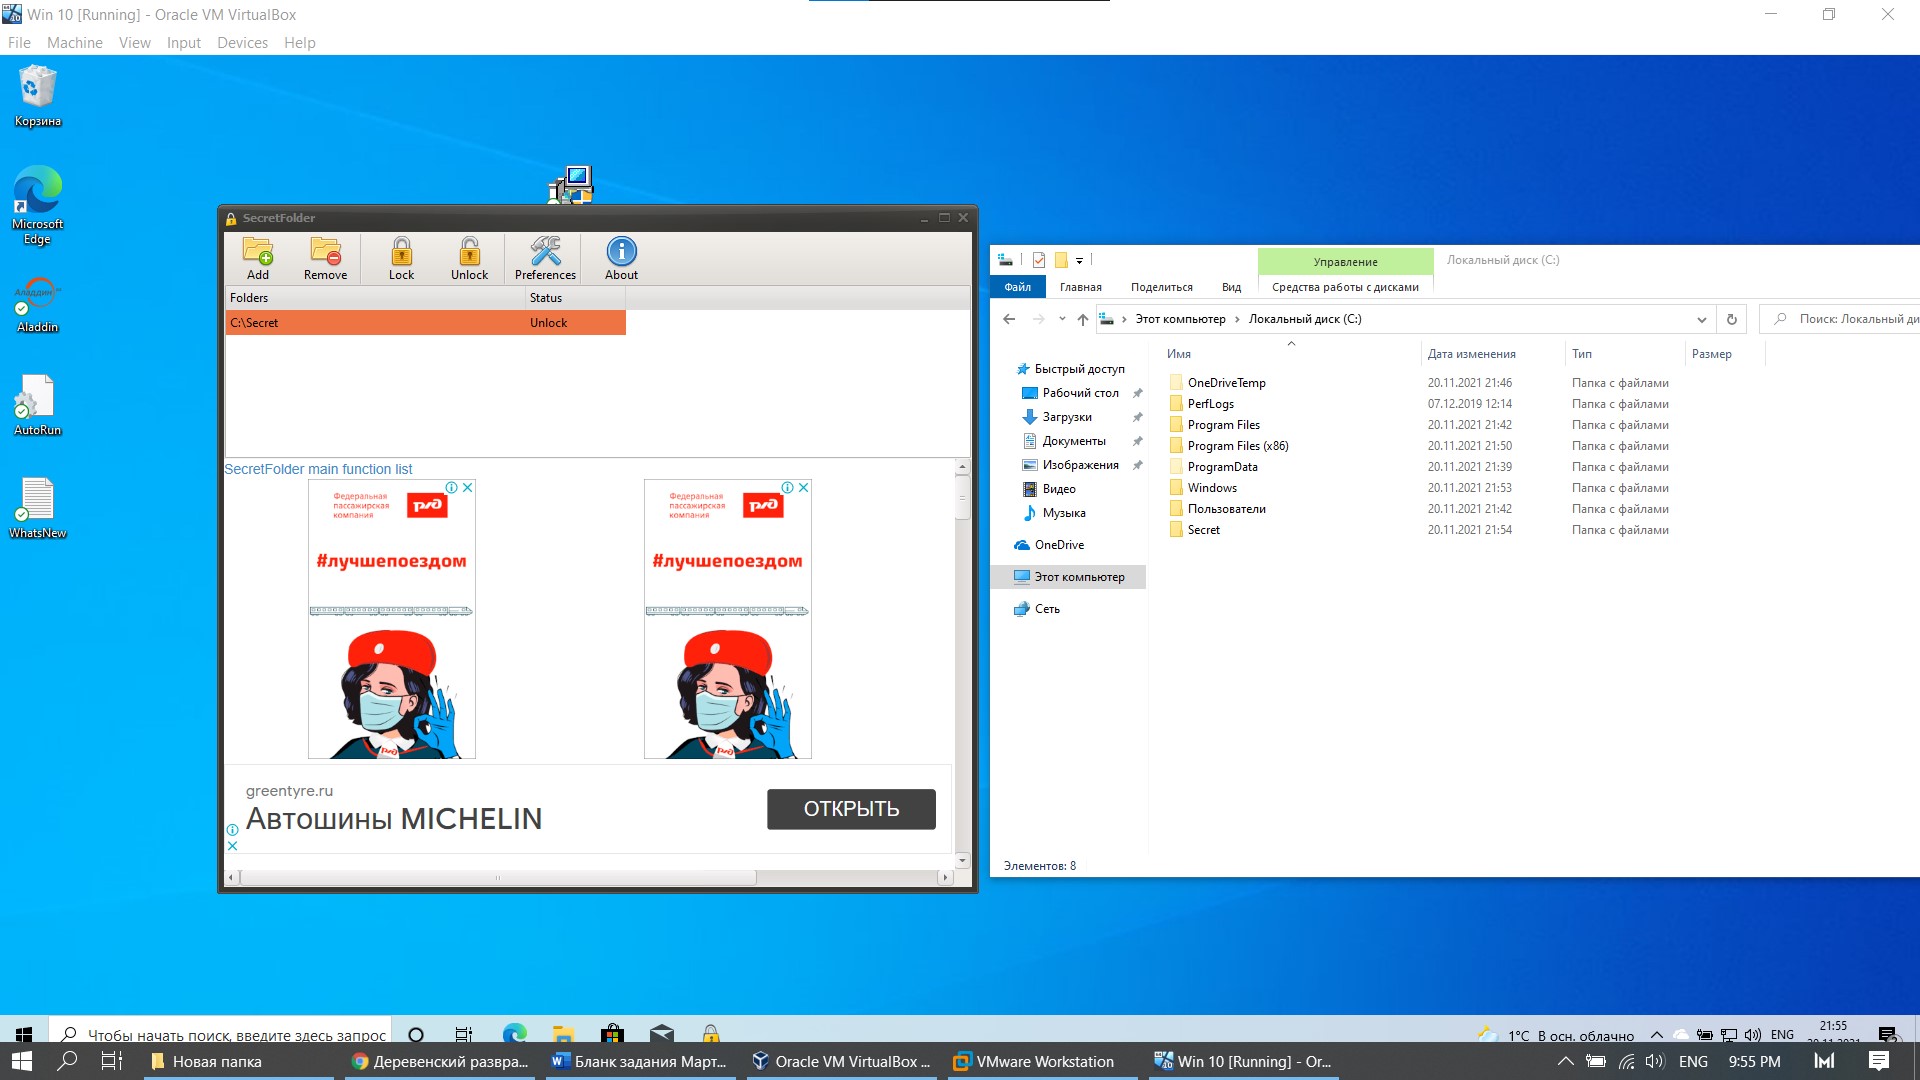 Win 10 [Running] - Oracle VM VirtualBox
File Machine View Input Devices Help
Корзина
Microsoft
Edge
Аладдин
Aladdin
AutoRun
WhatsNew
SecretFolder
Add Remove Lock Unlock Preferences About
Folders Status
C:\Secret Unlock
SecretFolder main function list
Федеральная
пассажирская
компания
ржд
#лучшепоездом
ржд
Федеральная
пассажирская
компания
ржд
#лучшепоездом
ржд
greentyre.ru
Автошины MICHELIN
ОТКРЫТЬ
Управление Локальный диск (C:)
Файл Главная Поделиться Вид Средства работы с дисками
Этот компьютер Локальный диск (C:) Поиск: Локальный ди
Имя Дата изменения Тип Размер
Быстрый доступ
Рабочий стол
Загрузки
Документы
Изображения
Видео
Музыка
OneDrive
Этот компьютер
Сеть
OneDriveTemp 20.11.2021 21:46 Папка с файлами
PerfLogs 07.12.2019 12:14 Папка с файлами
Program Files 20.11.2021 21:42 Папка с файлами
Program Files (x86) 20.11.2021 21:50 Папка с файлами
ProgramData 20.11.2021 21:39 Папка с файлами
Windows 20.11.2021 21:53 Папка с файлами
Пользователи 20.11.2021 21:42 Папка с файлами
Secret 20.11.2021 21:54 Папка с файлами
Элементов: 8
Чтобы начать поиск, введите здесь запрос
1°C В осн. облачно ENG 21:55
20.11.2021
Новая папка Деревенский развра... Бланк задания Март... Oracle VM VirtualBox ... VMware Workstation Win 10 [Running] - Or... ENG 9:55 PM